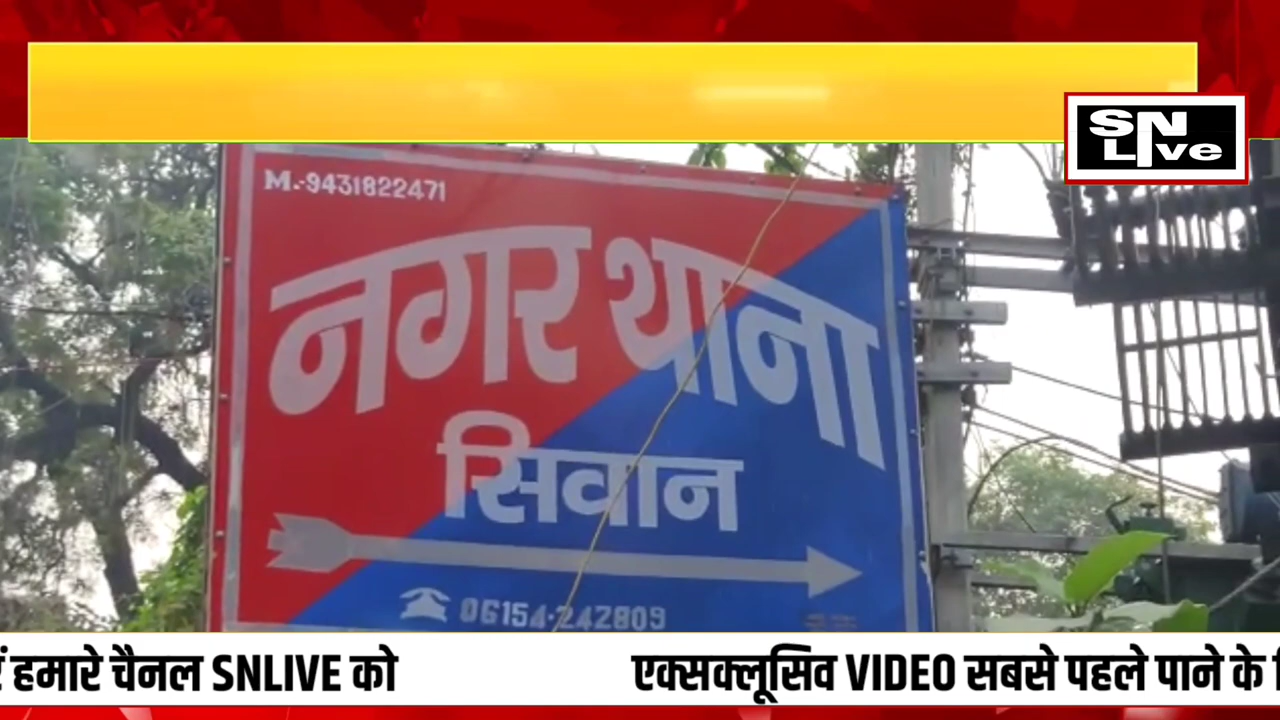 SN
Live
M.-9431822471
नगर थाना
सिवान
06154-242809
हमारे चैनल SNLIVE को एक्सक्लूसिव VIDEO सबसे पहले पाने के